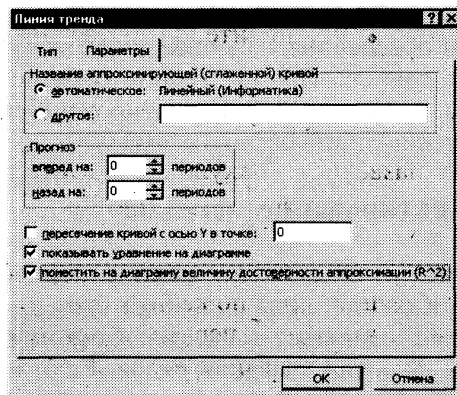 Линия тренда
Тип Параметры
Название аппроксимирующей (сглаженной) кривой
автоматическое: Линейный (Информатика)
другое:
Прогноз
вперед на: 0 периодов
назад на: 0 периодов
пересечение кривой с осью Y в точке: 0
показывать уравнение на диаграмме
поместить на диаграмму величину достоверности аппроксимации (R^2)
ОК Отмена